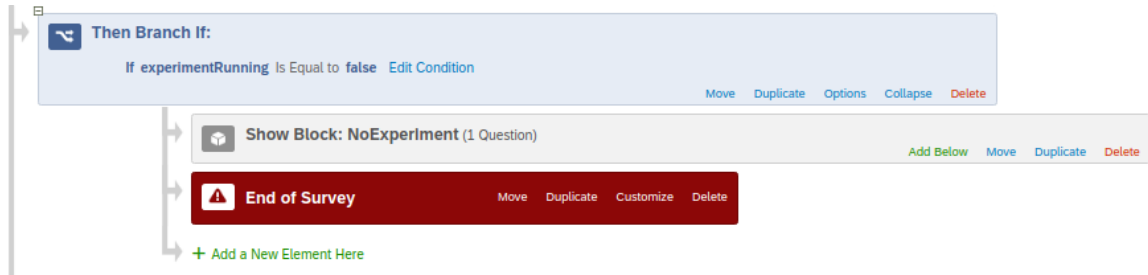 Then Branch If:
If experimentRunning Is Equal to false Edit Condition
Move Duplicate Options Collapse Delete
Show Block: NoExperiment (1 Question)
Add Below Move Duplicate Delete
End of Survey Move Duplicate Customize Delete
+ Add a New Element Here